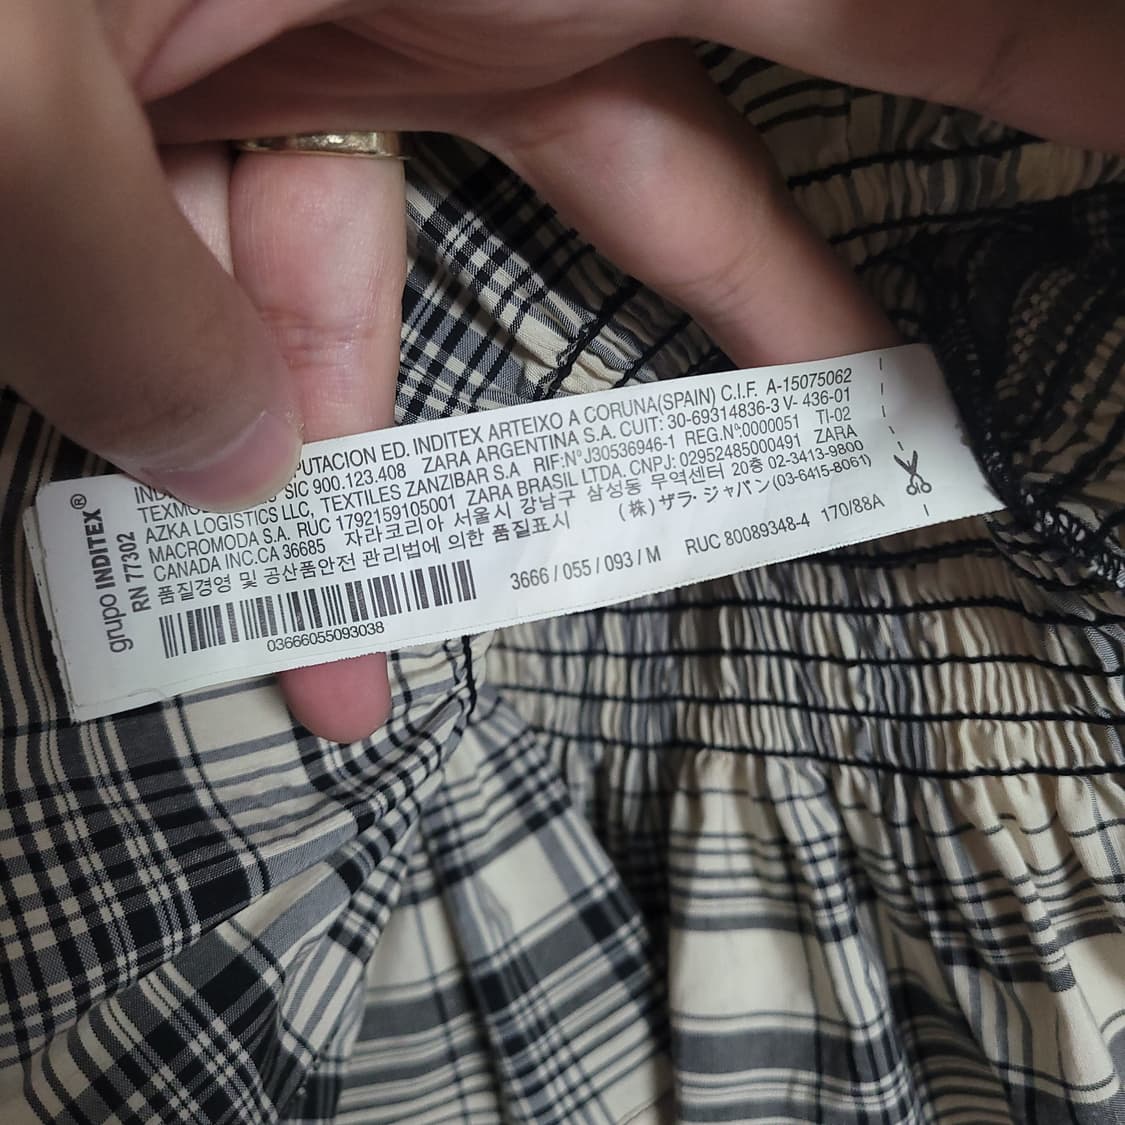 grupo INDITEX®
RN 77302
PUTACION ED. INDITEX ARTEIXO A CORUNA(SPAIN) C.I.F. A-15075062
SIC 900.123.408 ZARA ARGENTINA S.A. CUIT: 30-69314836-3 V- 436-01
AZKA LOGISTICS LLC, TEXTILES ZANZIBAR S.A RIF:N°J30536946-1 REG.Nº0000051 TI-02
MACROMODA S.A. RUC 1792159105001 ZARA BRASIL LTDA. CNPJ: 02952485000491 ZARA
CANADA INC.CA 36685 자라코리아 서울시 강남구 삼성동 무역센터 20층 02-3413-9800
품질경영 및 공산품안전 관리법에 의한 품질표시 (株) ザラ・ジャパン(03-6415-8061)
03666055093038
3666 / 055 / 093 / M RUC 80089348-4 170/88A